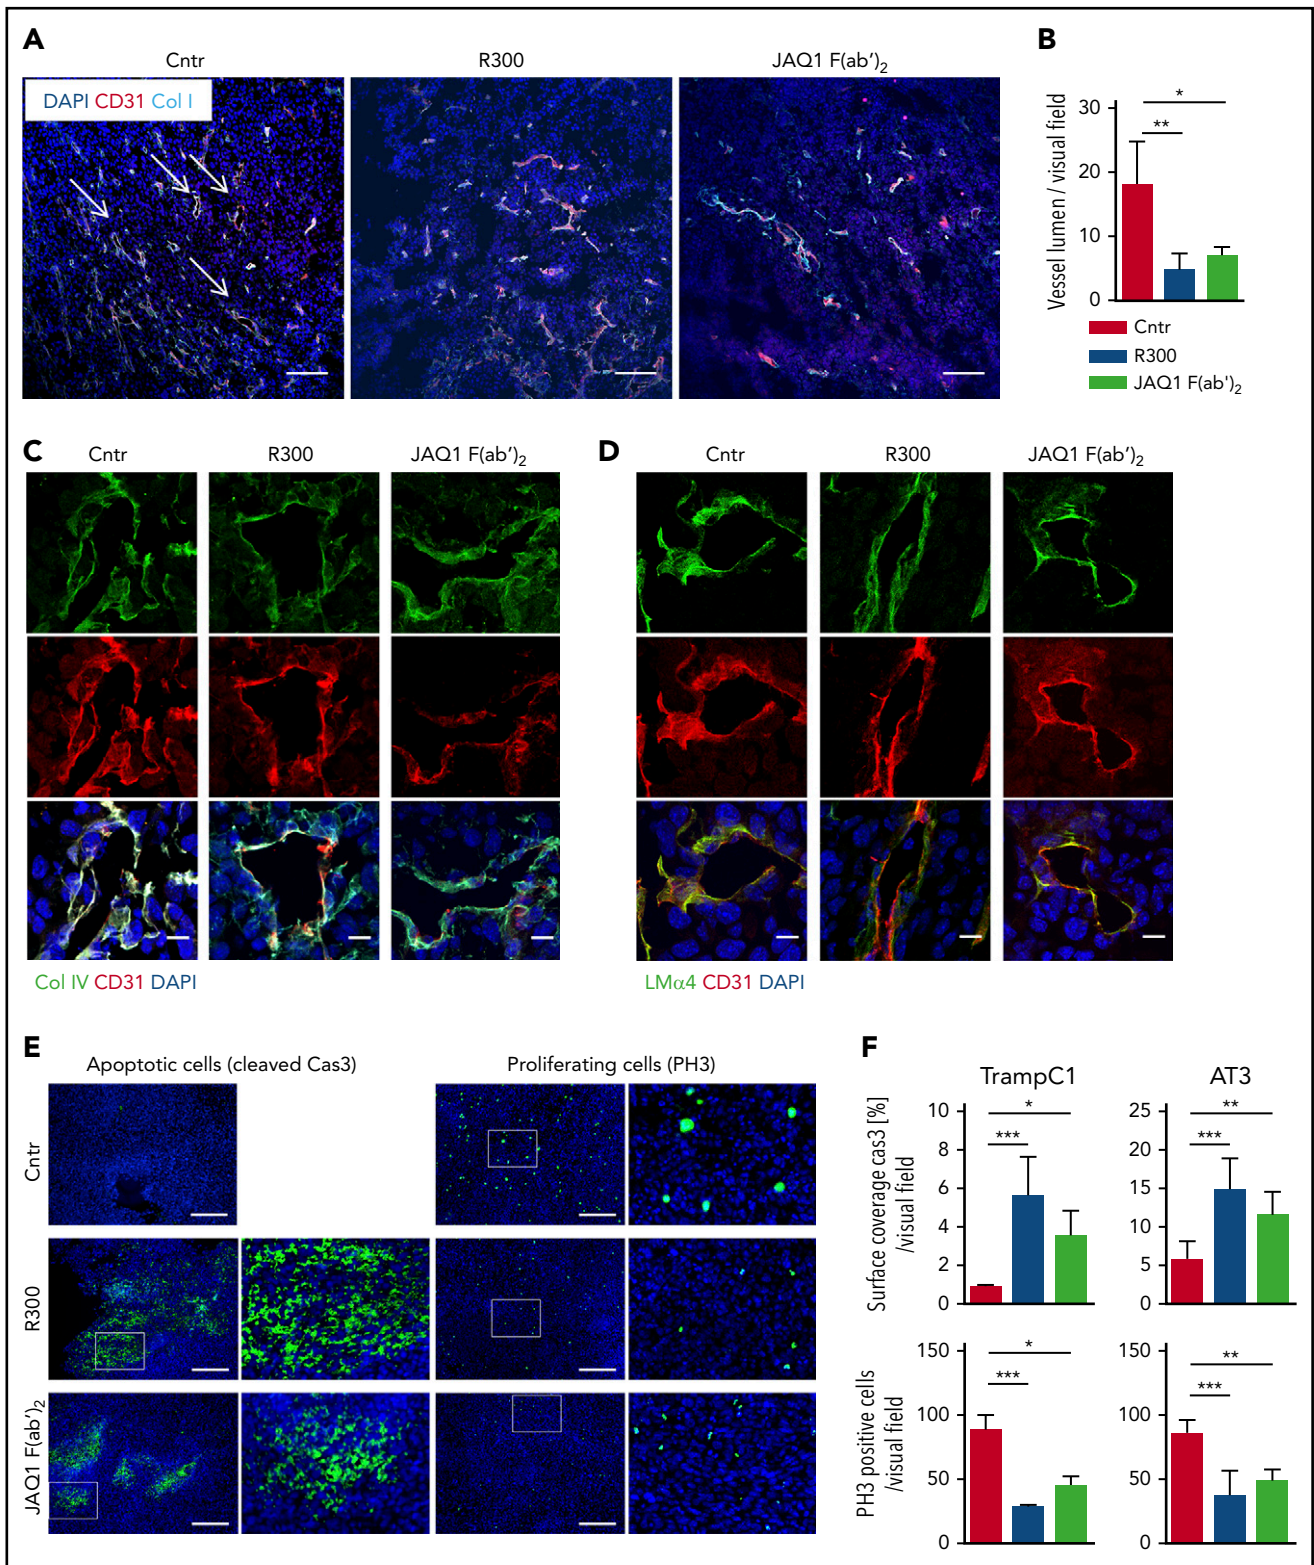 A
Cntr R300 JAQ1 F(ab′)₂
DAPI CD31 Col I
B
Vessel lumen / visual field
30
20
10
0
*
**
Cntr
R300
JAQ1 F(ab')₂
C
Cntr R300 JAQ1 F(ab′)₂
Col IV CD31 DAPI
D
Cntr R300 JAQ1 F(ab′)₂
LMα4 CD31 DAPI
E
Apoptotic cells (cleaved Cas3) Proliferating cells (PH3)
Cntr
R300
JAQ1 F(ab′)₂
F
TrampC1 AT3
Surface coverage cas3 [%]
/visual field
10
8
6
4
2
0
*
***
25
20
15
10
5
0
**
***
PH3 positive cells
/visual field
150
100
50
0
*
***
150
100
50
0
**
***